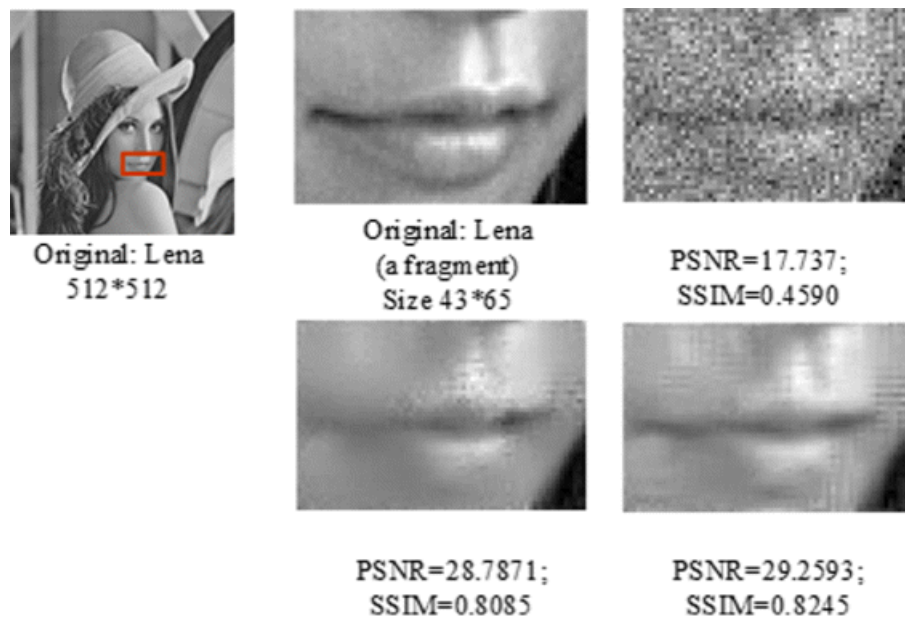 Original: Lena
512*512
Original: Lena
(a fragment)
Size 43*65
PSNR=17.737;
SSIM=0.4590
PSNR=28.7871;
SSIM=0.8085
PSNR=29.2593;
SSIM=0.8245